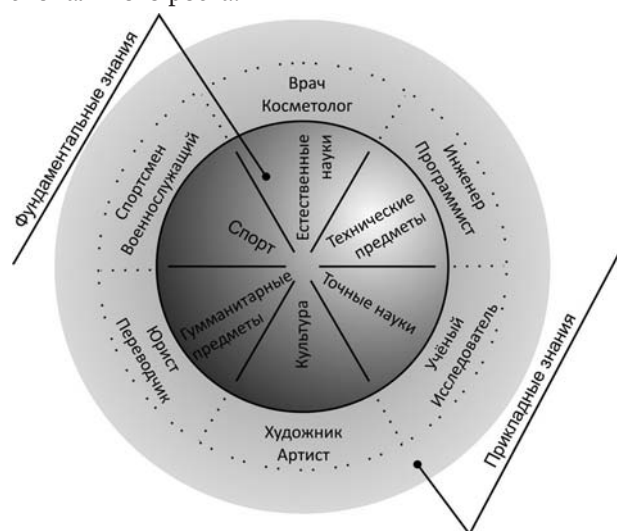 Фундаментальные знания
Врач
Косметолог
Спортсмен
Военнослужащий
Инженер
Программист
Естественные
науки
Спорт
Технические
предметы
Гумманитарные
предметы
Культура
Точные науки
Юрист
Переводчик
Учёный
Исследователь
Художник
Артист
Прикладные знания